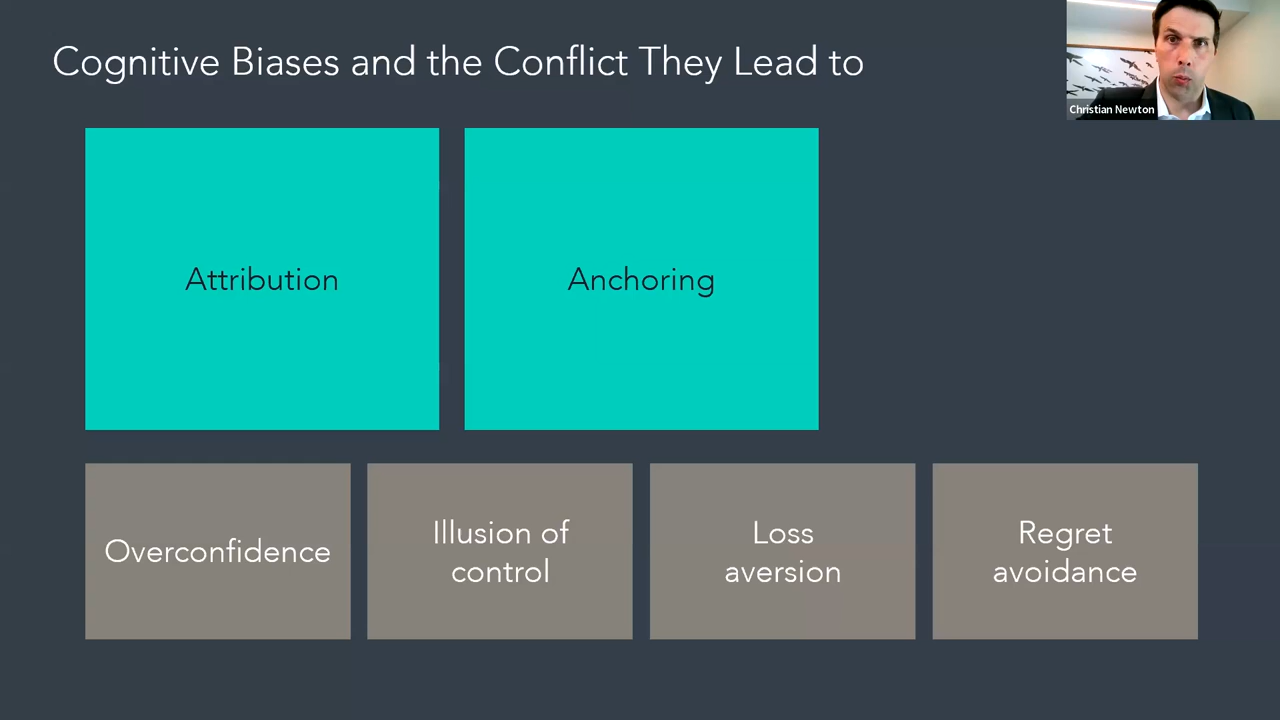 Cognitive Biases and the Conflict They Lead to
Christian Newton
Attribution
Anchoring
Overconfidence
Illusion of
control
Loss
aversion
Regret
avoidance